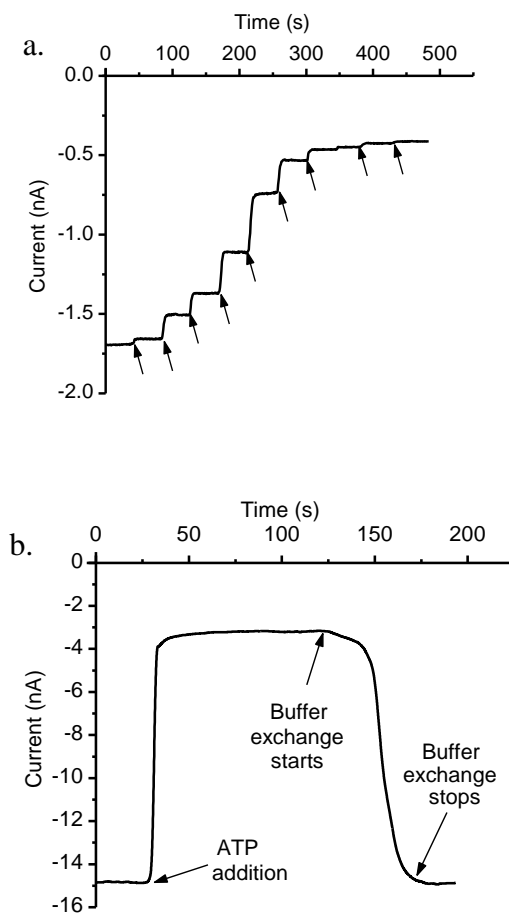 a.
Time (s)
0 100 200 300 400 500
0.0
-0.5
-1.0
-1.5
-2.0
Current (nA)
b.
Time (s)
0 50 100 150 200
0
-2
-4
-6
-8
-10
-12
-14
-16
Current (nA)
Buffer
exchange
starts
Buffer
exchange
stops
ATP
addition